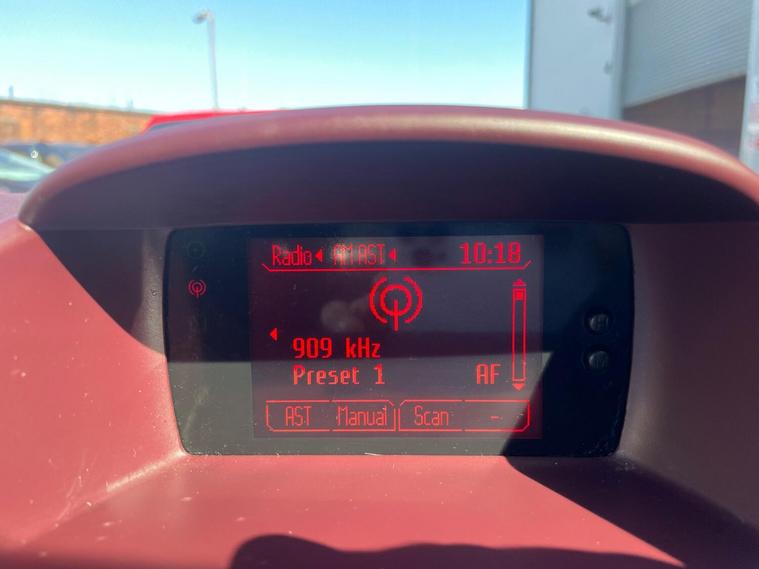 Radio AM AST 10:18
909 kHz
Preset 1 AF
AST Manual Scan -